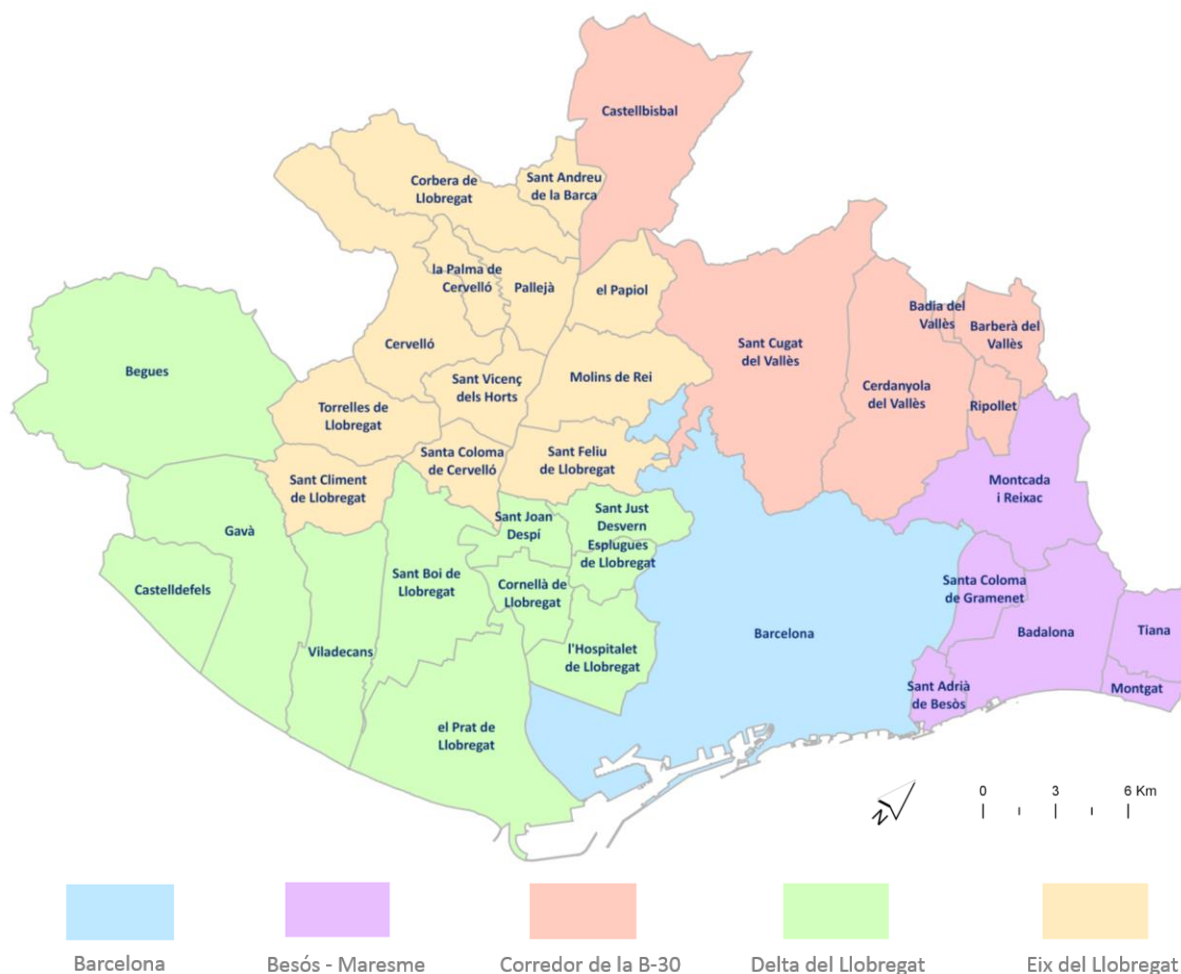 Castellbisbal
Sant Andreu
de la Barca
Corbera de
Llobregat
la Palma de
Cervelló
Pallejà
el Papiol
Badia del
Vallès
Barberà del
Vallès
Sant Cugat
del Vallès
Cervelló
Begues
Sant Vicenç
dels Horts
Molins de Rei
Cerdanyola
del Vallès
Ripollet
Torrelles de
Llobregat
Santa Coloma
de Cervelló
Sant Feliu
de Llobregat
Sant Climent
de Llobregat
Montcada
i Reixac
Sant Joan
Despí
Sant Just
Desvern
Gavà
Esplugues
de Llobregat
Castelldefels
Sant Boi de
Llobregat
Cornellà de
Llobregat
Santa Coloma
de Gramenet
Viladecans
l'Hospitalet
de Llobregat
Barcelona
Badalona
Tiana
Sant Adrià
de Besòs
Montgat
el Prat de
Llobregat
N
0 3 6 Km
Barcelona
Besós - Maresme
Corredor de la B-30
Delta del Llobregat
Eix del Llobregat